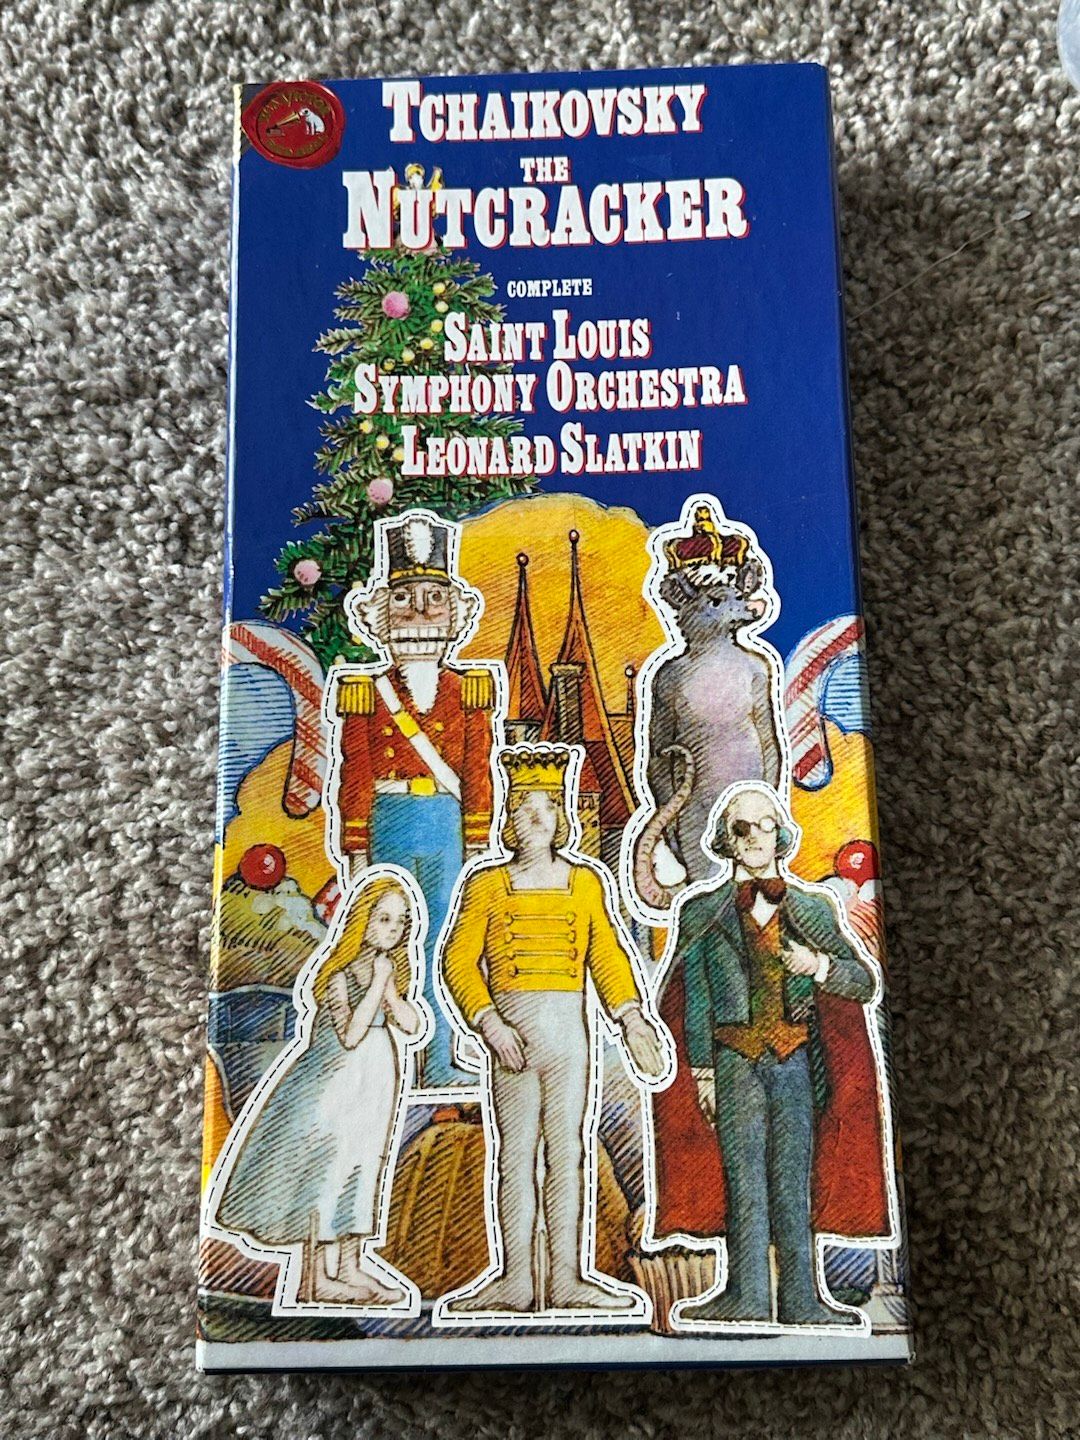 TCHAIKOVSKY
THE
NUTCRACKER
COMPLETE
SAINT LOUIS
SYMPHONY ORCHESTRA
LEONARD SLATKIN